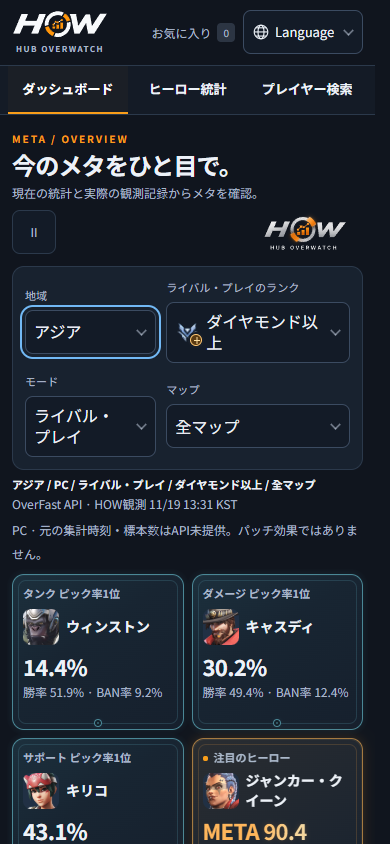 HOW
HUB OVERWATCH
お気に入り 0
Language
ダッシュボード ヒーロー統計 プレイヤー検索
META / OVERVIEW
今のメタをひと目で。
現在の統計と実際の観測記録からメタを確認。
HOW
HUB OVERWATCH
地域
アジア
ライバル・プレイのランク
ダイヤモンド以
上
モード
ライバル・
プレイ
マップ
全マップ
アジア / PC / ライバル・プレイ / ダイヤモンド以上 / 全マップ
OverFast API · HOW観測 11/19 13:31 KST
PC · 元の集計時刻・標本数はAPI未提供。パッチ効果ではありま
せん。
タンク ピック率1位
ウィンストン
14.4%
勝率 51.9% · BAN率 9.2%
ダメージ ピック率1位
キャスディ
30.2%
勝率 49.4% · BAN率 12.4%
サポート ピック率1位
キリコ
43.1%
注目のヒーロー
ジャンカー・ク
イーン
META 90.4